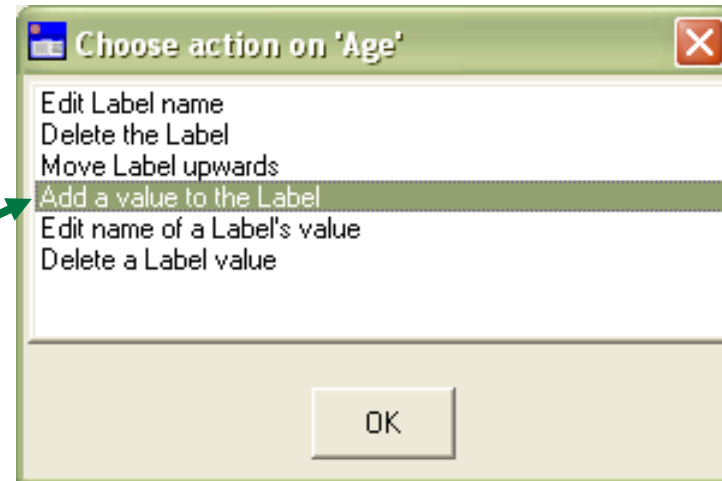 Choose action on 'Age'
Edit Label name
Delete the Label
Move Label upwards
Add a value to the Label
Edit name of a Label's value
Delete a Label value
OK